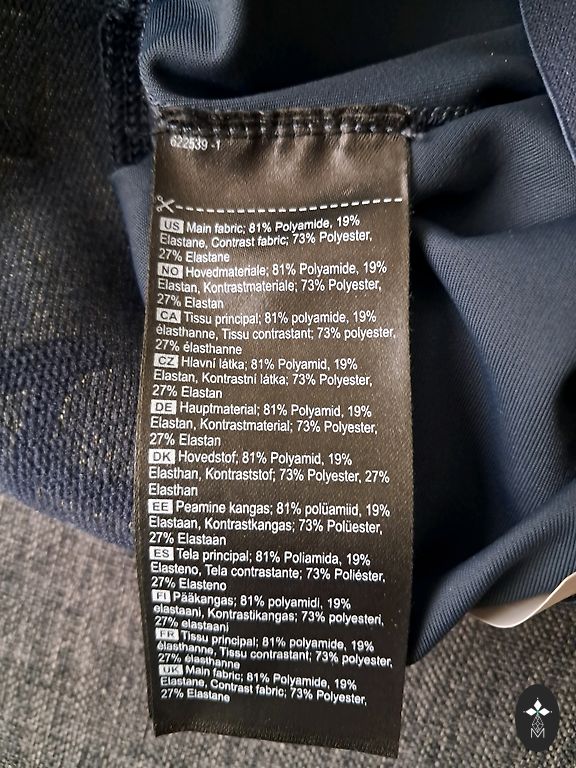 622539 -1
US Main fabric; 81% Polyamide, 19%
Elastane, Contrast fabric; 73% Polyester,
27% Elastane
NO Hovedmateriale; 81% Polyamide, 19%
Elastan, Kontrastmateriale; 73% Polyester,
27% Elastan
CA Tissu principal; 81% polyamide, 19%
élasthanne, Tissu contrastant; 73% polyester,
27% élasthanne
CZ Hlavní látka; 81% Polyamid, 19%
Elastan, Kontrastní látka; 73% Polyester,
27% Elastan
DE Hauptmaterial; 81% Polyamid, 19%
Elastan, Kontrastmaterial; 73% Polyester,
27% Elastan
DK Hovedstof; 81% Polyamid, 19%
Elasthan, Kontraststof; 73% Polyester, 27%
Elasthan
EE Peamine kangas; 81% polüamiid, 19%
Elastaan, Kontrastkangas; 73% Polüester,
27% Elastaan
ES Tela principal; 81% Poliamida, 19%
Elasteno, Tela contrastante; 73% Poliéster,
27% Elasteno
FI Pääkangas; 81% polyamidi, 19%
elastaani, Kontrastikangas; 73% polyesteri,
27% elastaani
FR Tissu principal; 81% polyamide, 19%
élasthanne, Tissu contrastant; 73% polyester,
27% élasthanne
UK Main fabric; 81% Polyamide, 19%
Elastane, Contrast fabric; 73% Polyester,
27% Elastane
M